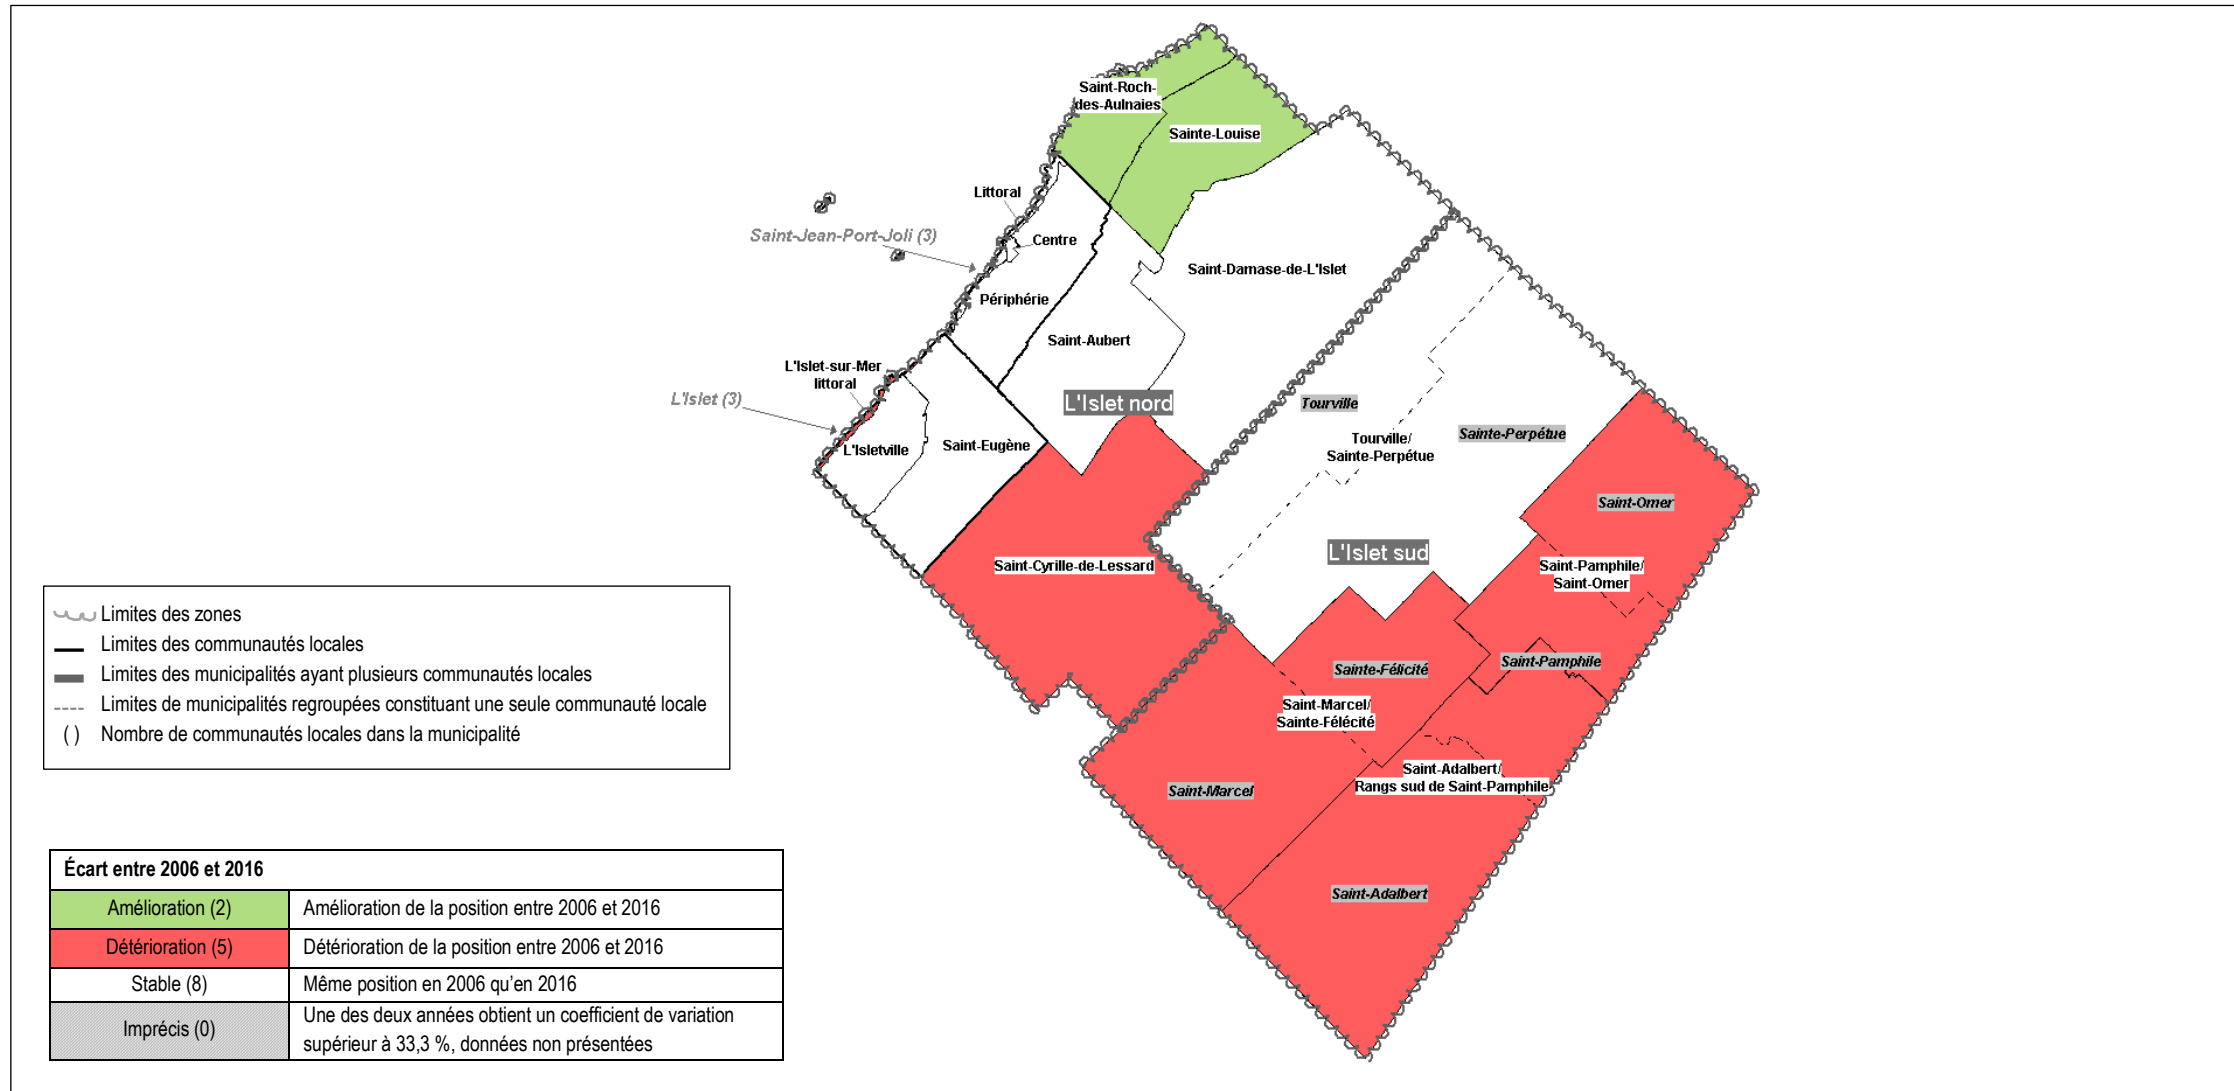 Saint-Roch-
des-Aulnaies
Sainte-Louise
Littoral
Saint-Jean-Port-Joli (3)
Centre
Saint-Damase-de-L'Islet
Périphérie
Saint-Aubert
L'Islet-sur-Mer
littoral
L'Islet (3)
L'Islet nord
Tourville
Sainte-Perpétue
Tourville/
Sainte-Perpétue
L'Isletville
Saint-Eugène
Saint-Omer
L'Islet sud
Saint-Cyrille-de-Lessard
Saint-Pamphile/
Saint-Omer
Sainte-Félicité
Saint-Pamphile
Saint-Marcel/
Sainte-Félécité
Saint-Adalbert/
Rangs sud de Saint-Pamphile
Saint-Marcel
Saint-Adalbert
Limites des zones
Limites des communautés locales
Limites des municipalités ayant plusieurs communautés locales
Limites de municipalités regroupées constituant une seule communauté locale
( ) Nombre de communautés locales dans la municipalité
Écart entre 2006 et 2016
Amélioration (2) Amélioration de la position entre 2006 et 2016
Détérioration (5) Détérioration de la position entre 2006 et 2016
Stable (8) Même position en 2006 qu'en 2016
Imprécis (0) Une des deux années obtient un coefficient de variation
supérieur à 33,3 %, données non présentées